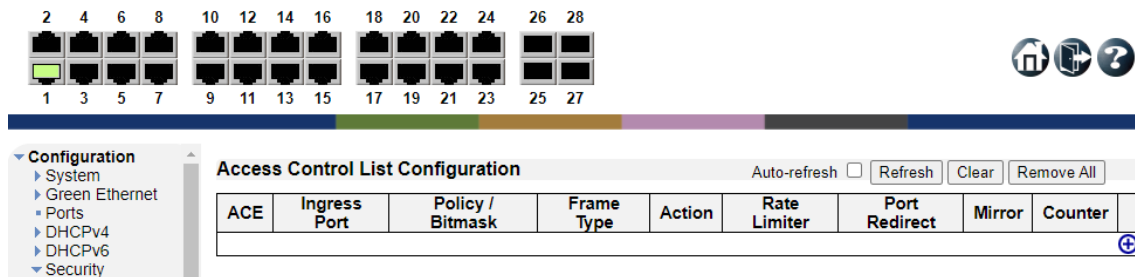 2 4 6 8 10 12 14 16 18 20 22 24 26 28
1 3 5 7 9 11 13 15 17 19 21 23 25 27
Configuration
System
Green Ethernet
Ports
DHCPv4
DHCPv6
Security
Access Control List Configuration
Auto-refresh Refresh Clear Remove All
ACE Ingress Port Policy / Bitmask Frame Type Action Rate Limiter Port Redirect Mirror Counter